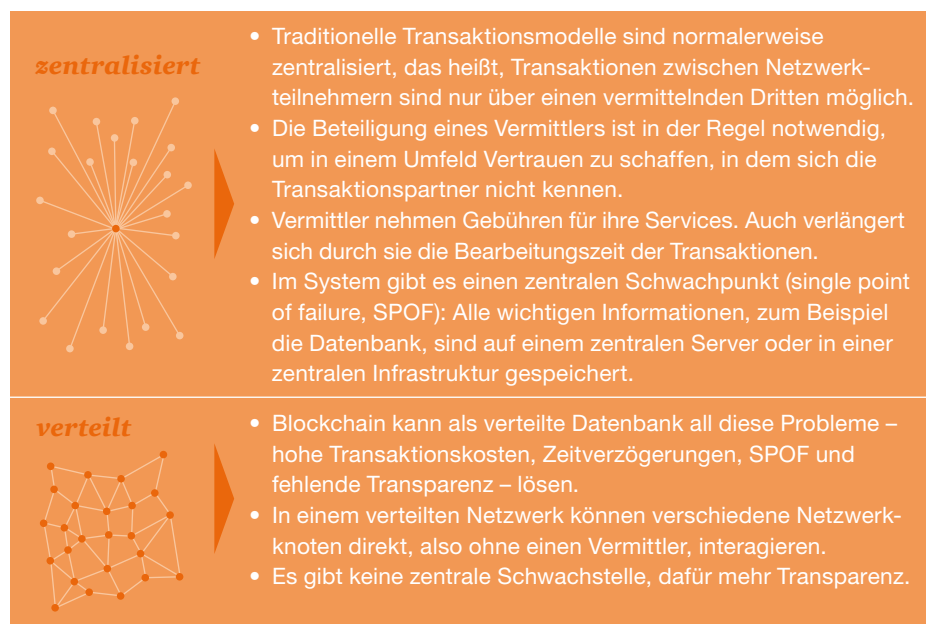 zentralisiert
• Traditionelle Transaktionsmodelle sind normalerweise
zentralisiert, das heißt, Transaktionen zwischen Netzwerk-
teilnehmern sind nur über einen vermittelnden Dritten möglich.
• Die Beteiligung eines Vermittlers ist in der Regel notwendig,
um in einem Umfeld Vertrauen zu schaffen, in dem sich die
Transaktionspartner nicht kennen.
• Vermittler nehmen Gebühren für ihre Services. Auch verlängert
sich durch sie die Bearbeitungszeit der Transaktionen.
• Im System gibt es einen zentralen Schwachpunkt (single point
of failure, SPOF): Alle wichtigen Informationen, zum Beispiel
die Datenbank, sind auf einem zentralen Server oder in einer
zentralen Infrastruktur gespeichert.
verteilt
• Blockchain kann als verteilte Datenbank all diese Probleme –
hohe Transaktionskosten, Zeitverzögerungen, SPOF und
fehlende Transparenz – lösen.
• In einem verteilten Netzwerk können verschiedene Netzwerk-
knoten direkt, also ohne einen Vermittler, interagieren.
• Es gibt keine zentrale Schwachstelle, dafür mehr Transparenz.